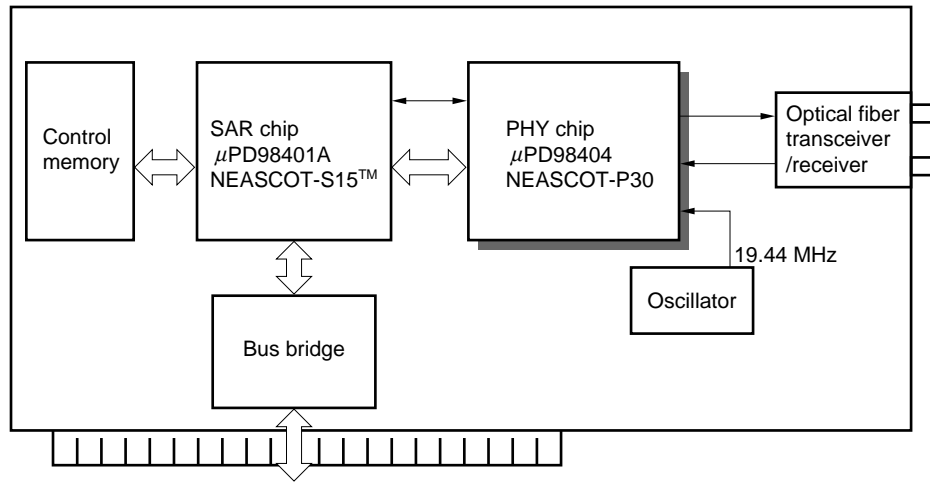 Control
memory
SAR chip
μPD98401A
NEASCOT-S15™
PHY chip
μPD98404
NEASCOT-P30
Optical fiber
transceiver
/receiver
19.44 MHz
Oscillator
Bus bridge